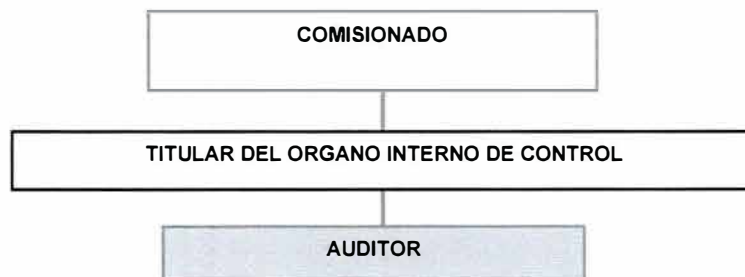 COMISIONADO
TITULAR DEL ORGANO INTERNO DE CONTROL
AUDITOR